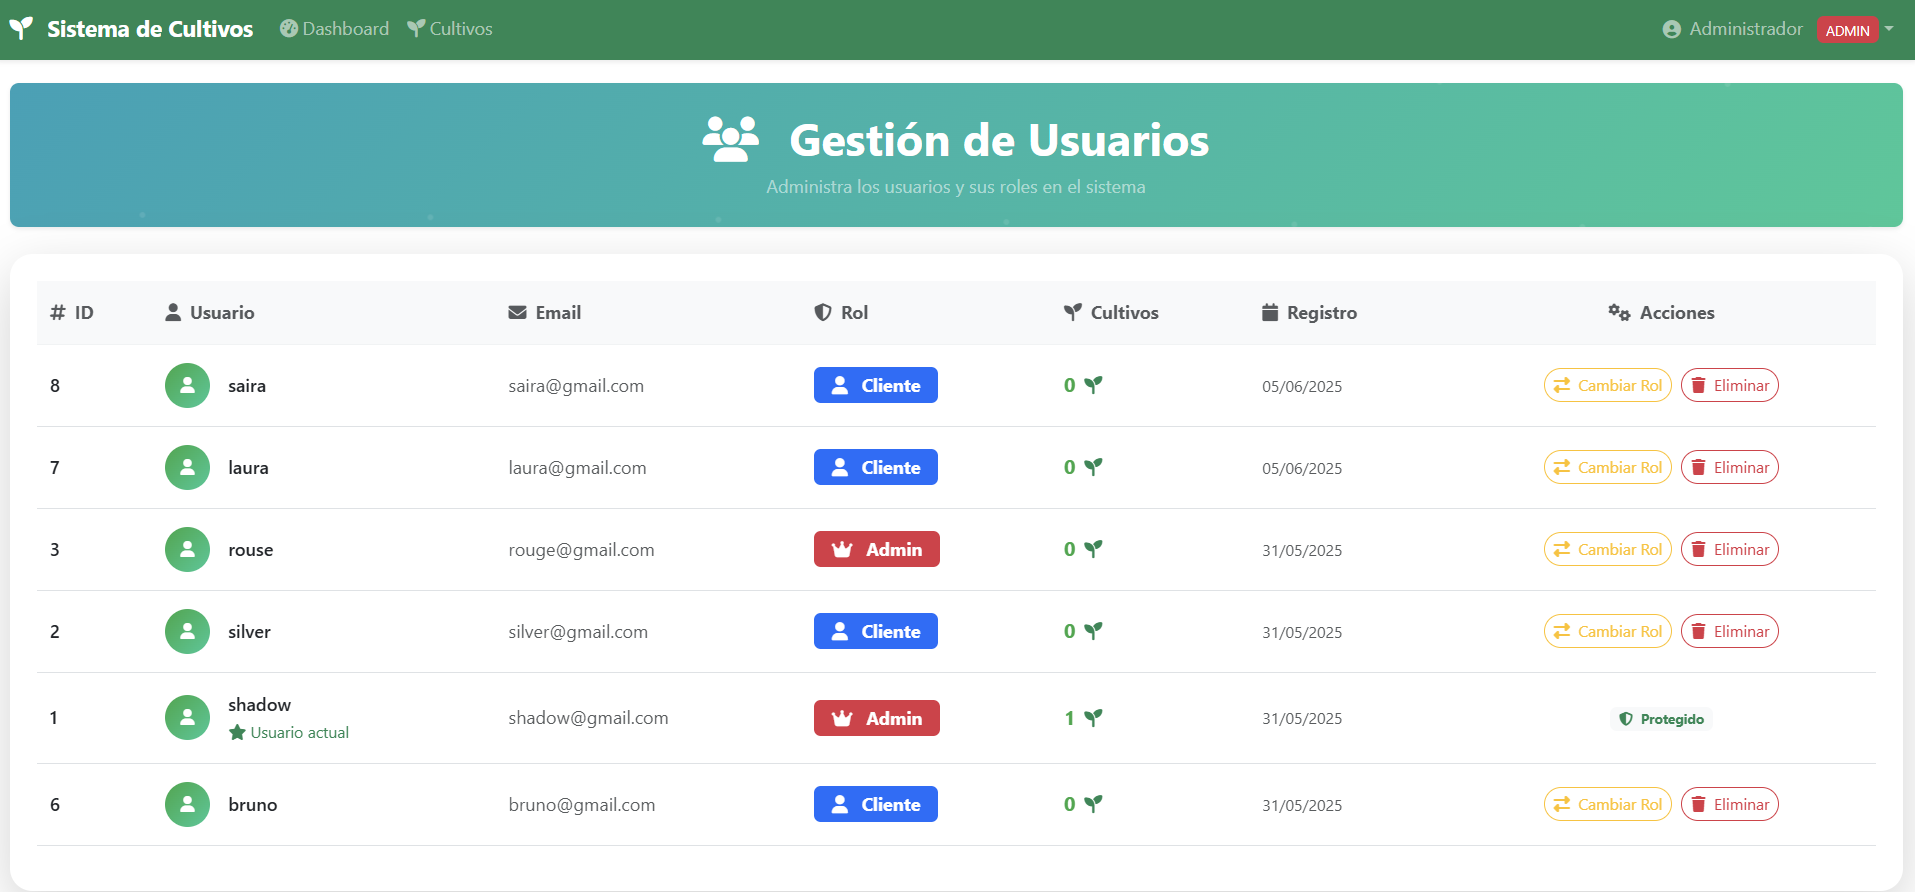 Sistema de Cultivos Dashboard Cultivos Administrador ADMIN
Gestión de Usuarios
Administra los usuarios y sus roles en el sistema
# ID Usuario Email Rol Cultivos Registro Acciones
8 saira saira@gmail.com Cliente 0 05/06/2025 Cambiar Rol Eliminar
7 laura laura@gmail.com Cliente 0 05/06/2025 Cambiar Rol Eliminar
3 rouse rouge@gmail.com Admin 0 31/05/2025 Cambiar Rol Eliminar
2 silver silver@gmail.com Cliente 0 31/05/2025 Cambiar Rol Eliminar
1 shadow shadow@gmail.com Admin 1 31/05/2025 Protegido
Usuario actual
6 bruno bruno@gmail.com Cliente 0 31/05/2025 Cambiar Rol Eliminar